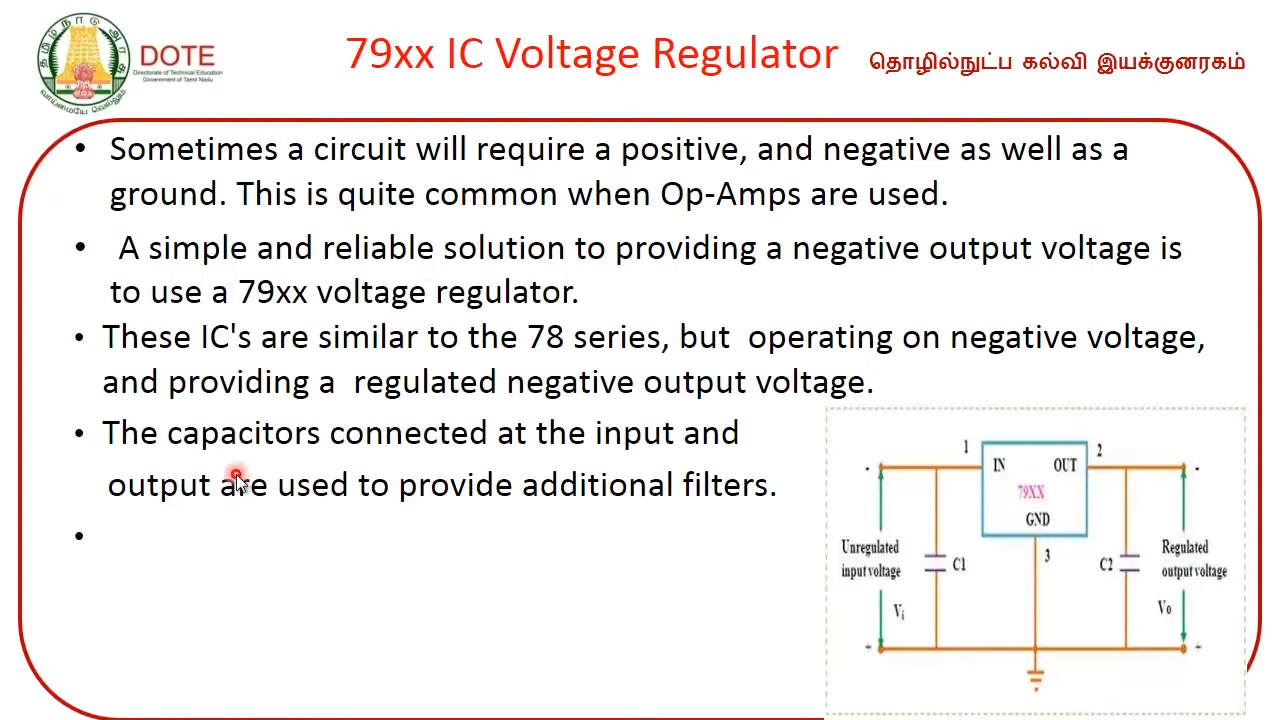 தமிழ்நாடு அரசு
வாய்மையே வெல்லும்
DOTE
Directorate of Technical Education
Government of Tamil Nadu
79xx IC Voltage Regulator
தொழில்நுட்ப கல்வி இயக்குனரகம்
• Sometimes a circuit will require a positive, and negative as well as a
ground. This is quite common when Op-Amps are used.
• A simple and reliable solution to providing a negative output voltage is
to use a 79xx voltage regulator.
• These IC's are similar to the 78 series, but operating on negative voltage,
and providing a regulated negative output voltage.
• The capacitors connected at the input and
output are used to provide additional filters.
•
1
2
- IN OUT -
79XX
GND
Unregulated
input voltage
C1
3
C2
Regulated
output voltage
Vi
Vo
+ +